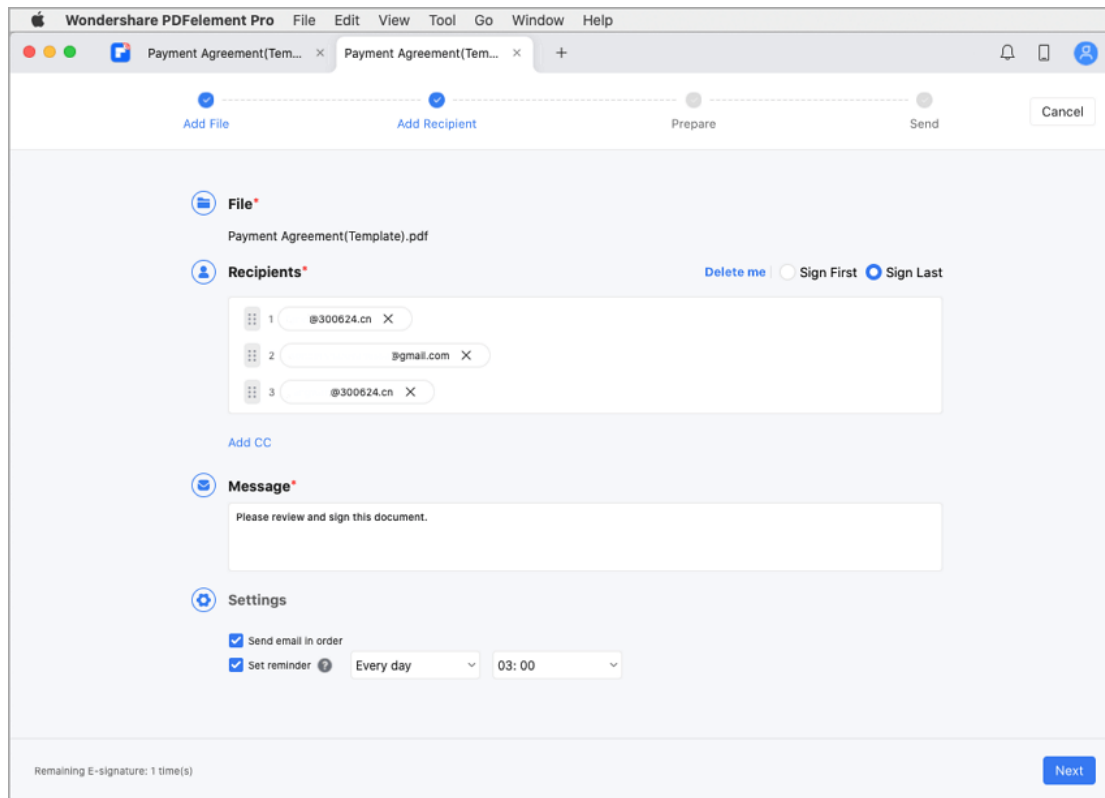 Wondershare PDFelement Pro File Edit View Tool Go Window Help
Payment Agreement(Tem... × Payment Agreement(Tem... × +
Add File Add Recipient Prepare Send Cancel
File*
Payment Agreement(Template).pdf
Recipients* Delete me Sign First Sign Last
1 @300624.cn ×
2 @gmail.com ×
3 @300624.cn ×
Add CC
Message*
Please review and sign this document.
Settings
Send email in order
Set reminder ? Every day 03: 00
Remaining E-signature: 1 time(s) Next